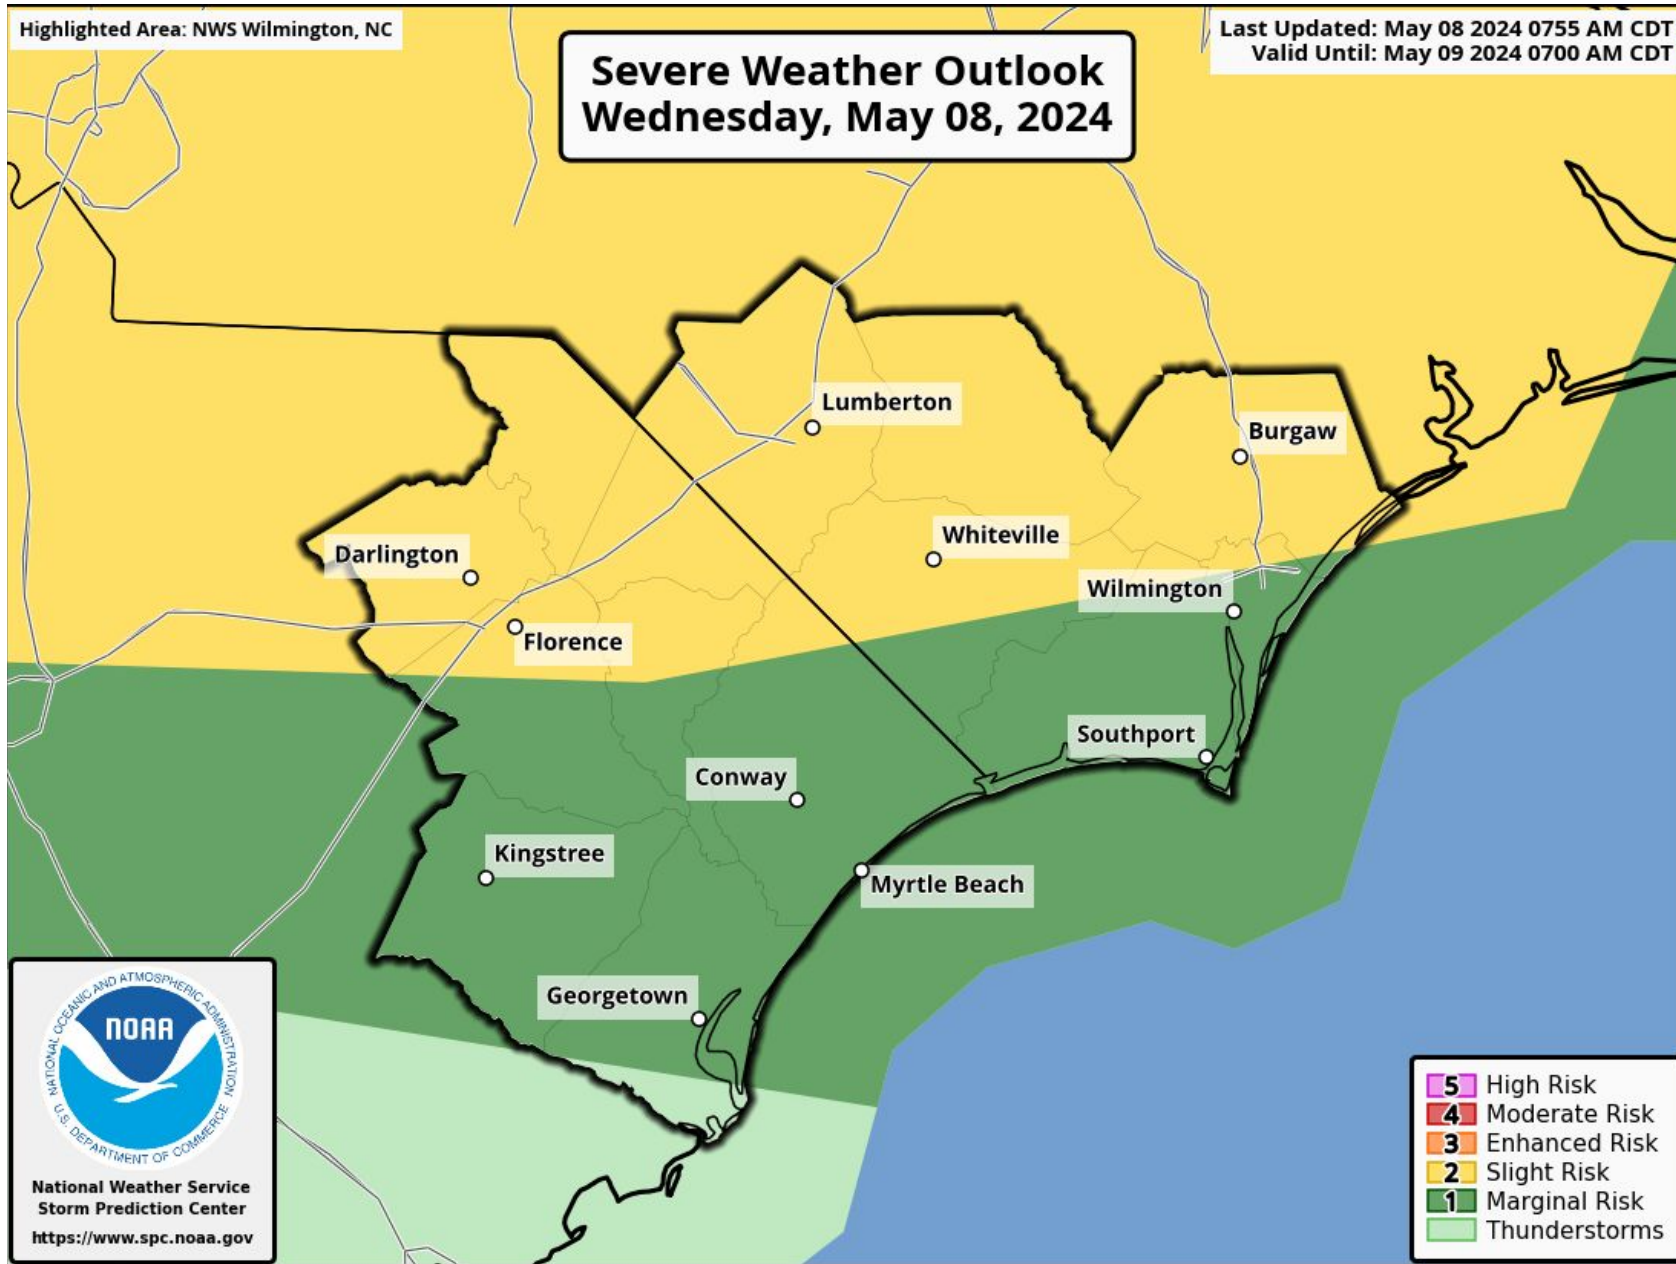 Highlighted Area: NWS Wilmington, NC
Last Updated: May 08 2024 0755 AM CDT
Valid Until: May 09 2024 0700 AM CDT
Severe Weather Outlook
Wednesday, May 08, 2024
Lumberton
Burgaw
Whiteville
Darlington
Wilmington
Florence
Southport
Conway
Kingstree
Myrtle Beach
Georgetown
NATIONAL OCEANIC AND ATMOSPHERIC ADMINISTRATION
NOAA
U.S. DEPARTMENT OF COMMERCE
National Weather Service
Storm Prediction Center
https://www.spc.noaa.gov
5 High Risk
4 Moderate Risk
3 Enhanced Risk
2 Slight Risk
1 Marginal Risk
Thunderstorms